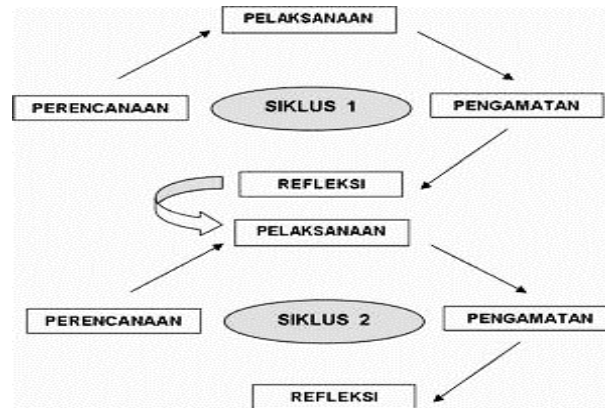 PELAKSANAAN
PERENCANAAN
SIKLUS 1
PENGAMATAN
REFLEKSI
PELAKSANAAN
PERENCANAAN
SIKLUS 2
PENGAMATAN
REFLEKSI